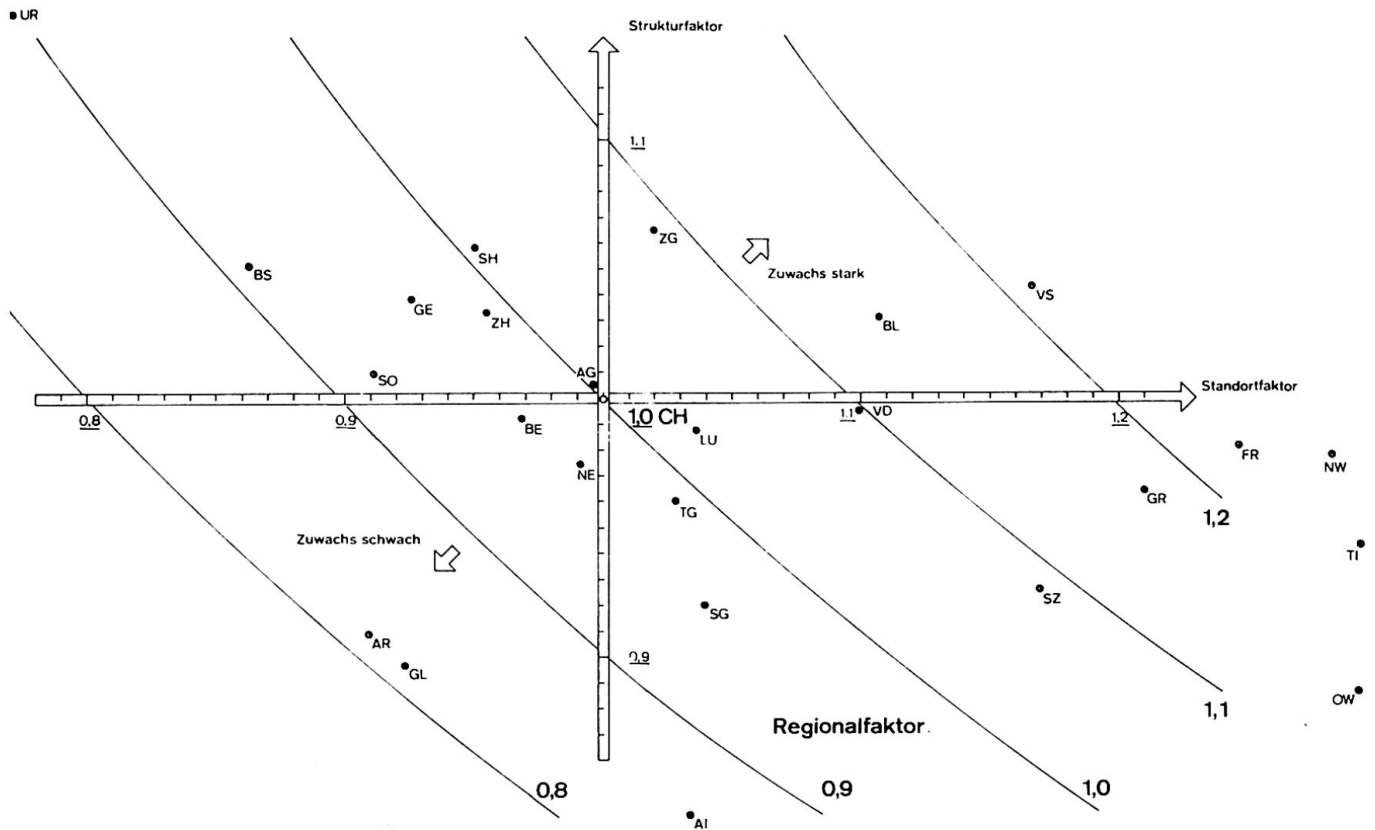 UR
Strukturfaktor
1.1
ZG
SH
Zuwachs stark
BS
VS
GE
ZH
BL
AG
SO
Standortfaktor
0.8
0.9
1,0 CH
1.1
VD
1.2
BE
LU
FR
NW
NE
GR
TG
1,2
Zuwachs schwach
TI
SZ
SG
AR
0,9
GL
OW
1,1
Regionalfaktor
0,8
0,9
1,0
AI